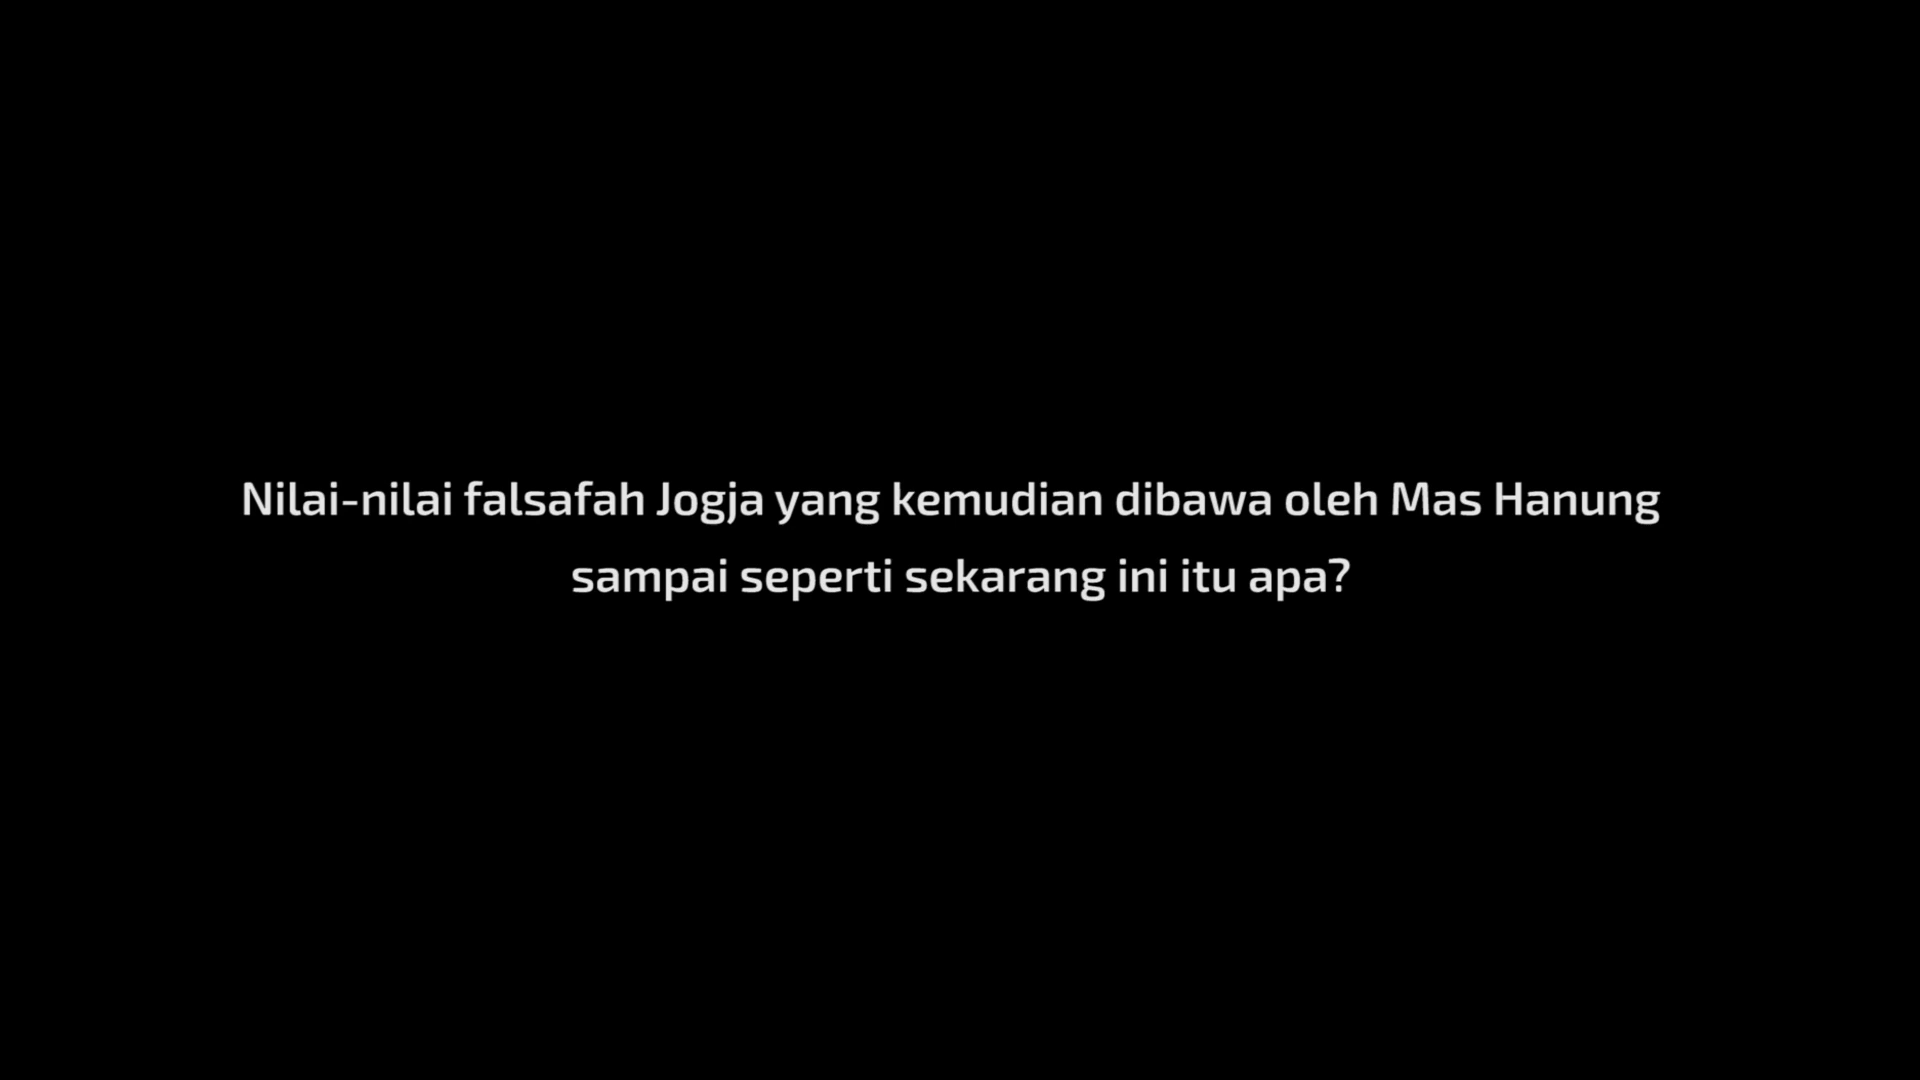 Nilai-nilai falsafah Jogja yang kemudian dibawa oleh Mas Hanung
sampai seperti sekarang ini itu apa?